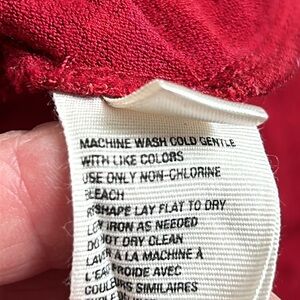 MACHINE WASH COLD GENTLE
WITH LIKE COLORS
USE ONLY NON-CHLORINE
BLEACH
RESHAPE LAY FLAT TO DRY
IRON AS NEEDED
DO NOT DRY CLEAN
LAVER A LA MACHINE À
L'EAU FROIDE AVEC
COULEURS SIMILAIRES